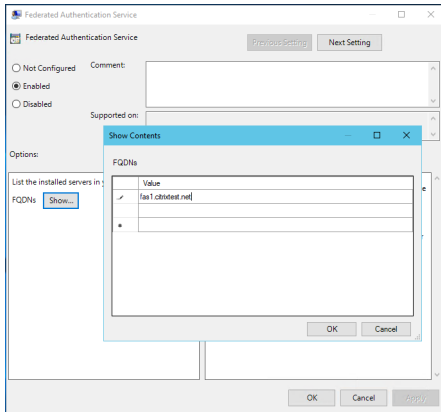 Federated Authentication Service
Federated Authentication Service
Previous Setting
Next Setting
Not Configured
Comment:
Enabled
Disabled
Supported on:
Show Contents
Options:
FQDNs
Value
List the installed servers in
FQDNs
Show...
fas1.citrixtest.net
OK
Cancel
OK
Cancel
Apply